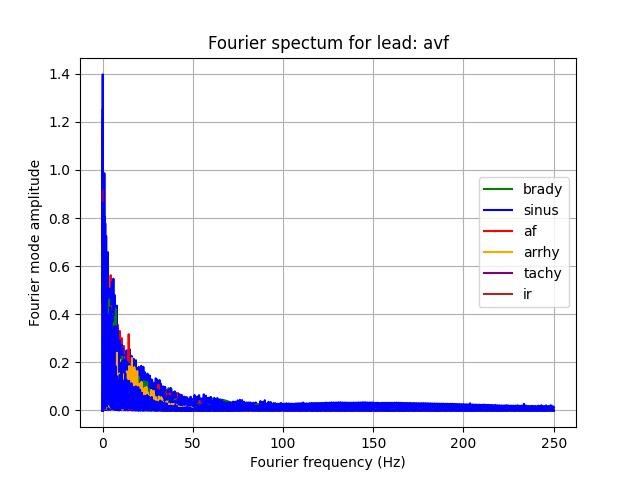 Fourier spectum for lead: avf
1.4
1.2
1.0
0.8
0.6
0.4
0.2
0.0
Fourier mode amplitude
brady
sinus
af
arrhy
tachy
ir
0 50 100 150 200 250
Fourier frequency (Hz)